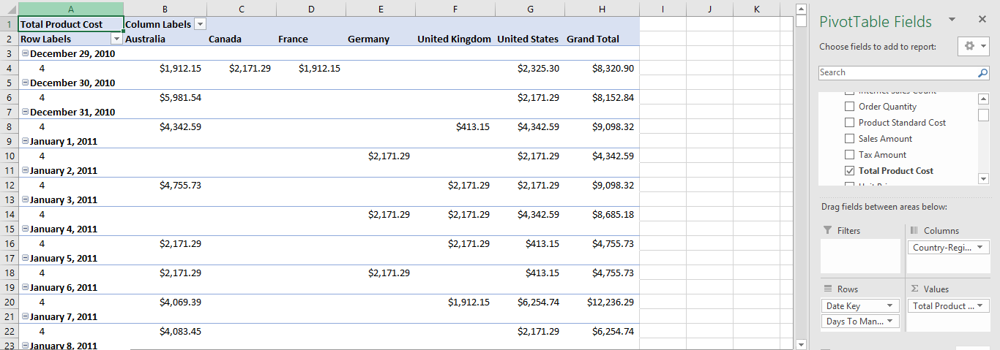 A B C D E F G H I J K
1 Total Product Cost Column Labels
2 Row Labels Australia Canada France Germany United Kingdom United States Grand Total
3 December 29, 2010
4 4 $1,912.15 $2,171.29 $1,912.15 $2,325.30 $8,320.90
5 December 30, 2010
6 4 $5,981.54 $2,171.29 $8,152.84
7 December 31, 2010
8 4 $4,342.59 $413.15 $4,342.59 $9,098.32
9 January 1, 2011
10 4 $2,171.29 $2,171.29 $4,342.59
11 January 2, 2011
12 4 $4,755.73 $2,171.29 $2,171.29 $9,098.32
13 January 3, 2011
14 4 $2,171.29 $2,171.29 $4,342.59 $8,685.18
15 January 4, 2011
16 4 $2,171.29 $2,171.29 $413.15 $4,755.73
17 January 5, 2011
18 4 $2,171.29 $2,171.29 $413.15 $4,755.73
19 January 6, 2011
20 4 $4,069.39 $1,912.15 $6,254.74 $12,236.29
21 January 7, 2011
22 4 $4,083.45 $2,171.29 $6,254.74
23 January 8, 2011
PivotTable Fields
Choose fields to add to report:
Search
Internet Sales Count
Order Quantity
Product Standard Cost
Sales Amount
Tax Amount
Total Product Cost
Drag fields between areas below:
Filters
Columns
Country-Regi...
Rows
Date Key
Days To Man...
Σ Values
Total Product ...